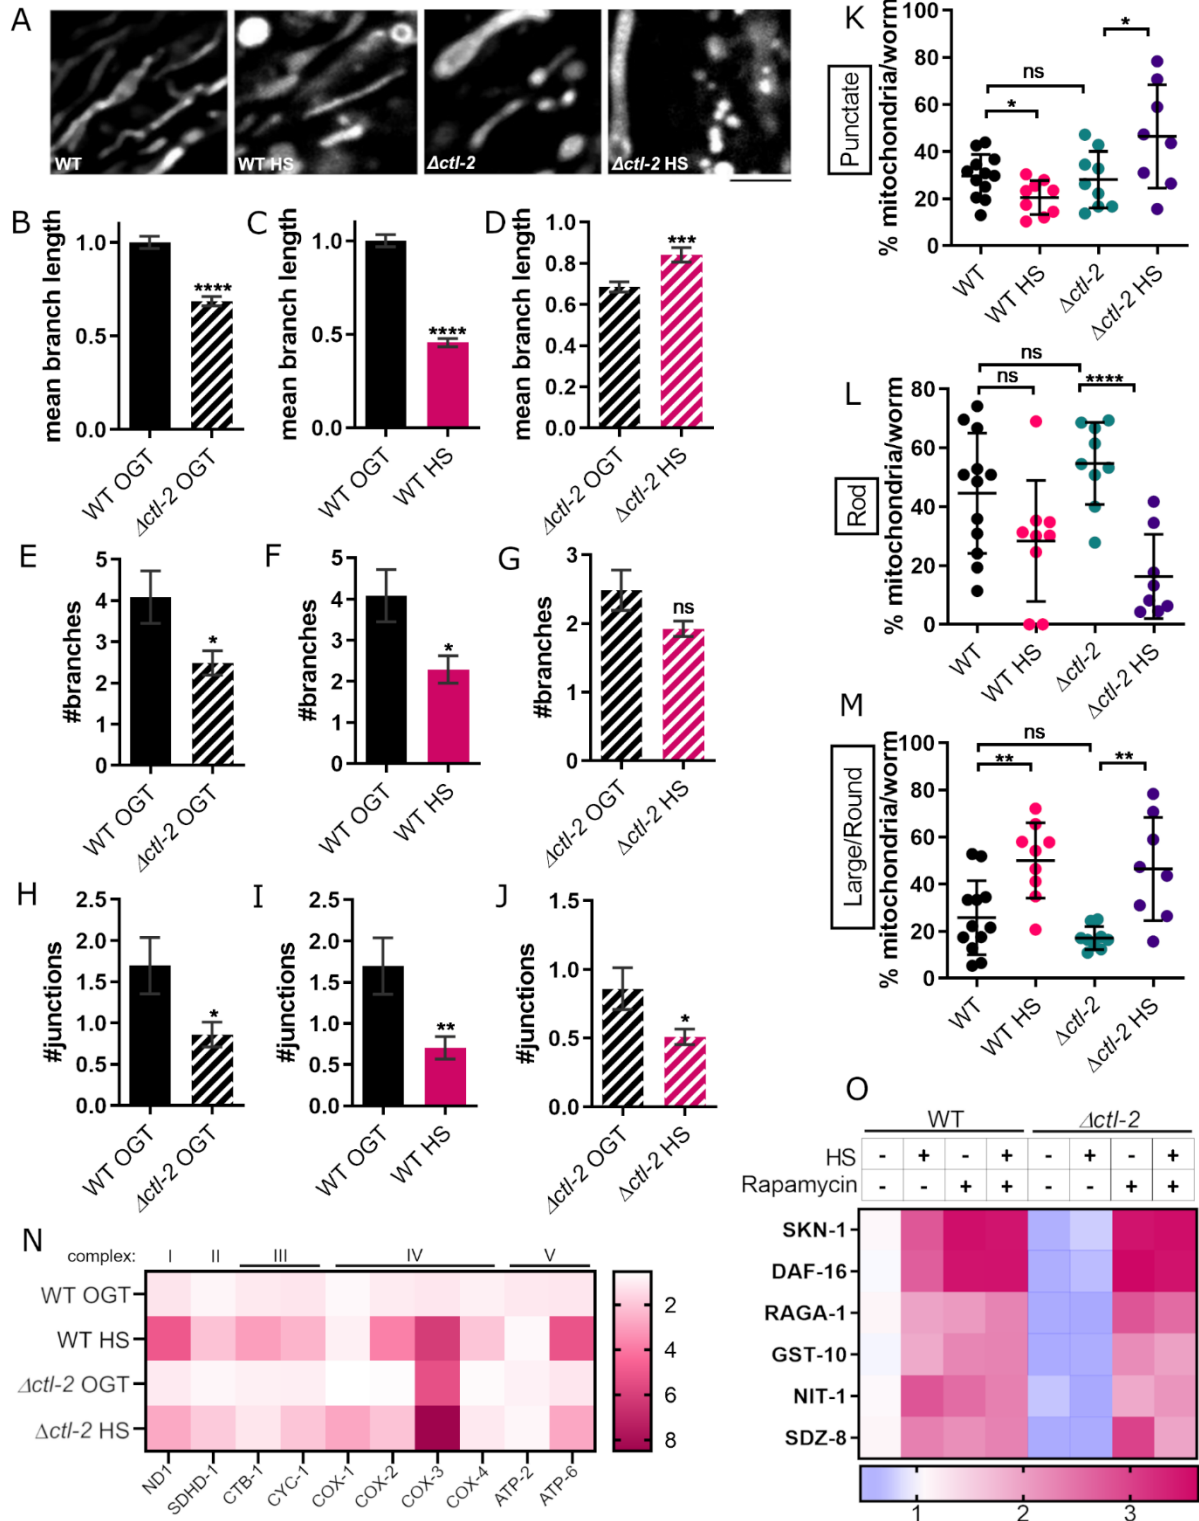 A
WT
WT HS
Δctl-2
Δctl-2 HS
B
mean branch length
1.0
0.5
0.0
****
WT OGT
Δctl-2 OGT
C
mean branch length
1.0
0.5
0.0
****
WT OGT
WT HS
D
mean branch length
1.0
0.8
0.6
0.4
0.2
0.0
***
Δctl-2 OGT
Δctl-2 HS
E
#branches
5
4
3
2
1
0
*
WT OGT
Δctl-2 OGT
F
#branches
5
4
3
2
1
0
*
WT OGT
WT HS
G
#branches
3
2
1
0
ns
Δctl-2 OGT
Δctl-2 HS
H
#junctions
2.5
2.0
1.5
1.0
0.5
0.0
*
WT OGT
Δctl-2 OGT
I
#junctions
2.5
2.0
1.5
1.0
0.5
0.0
**
WT OGT
WT HS
J
#junctions
1.5
1.0
0.5
0.0
*
Δctl-2 OGT
Δctl-2 HS
K
Punctate
% mitochondria/worm
100
80
60
40
20
0
ns
*
*
WT
WT HS
Δctl-2
Δctl-2 HS
L
Rod
% mitochondria/worm
80
60
40
20
0
ns
ns
****
WT
WT HS
Δctl-2
Δctl-2 HS
M
Large/Round
% mitochondria/worm
100
80
60
40
20
0
ns
**
**
WT
WT HS
Δctl-2
Δctl-2 HS
N
complex: I II III IV V
WT OGT
WT HS
Δctl-2 OGT
Δctl-2 HS
ND1 SDHD-1 CTB-1 CYC-1 COX-1 COX-2 COX-3 COX-4 ATP-2 ATP-6
2
4
6
8
O
WT Δctl-2
HS - + - + - + - +
Rapamycin - - + + - - + +
SKN-1
DAF-16
RAGA-1
GST-10
NIT-1
SDZ-8
1 2 3